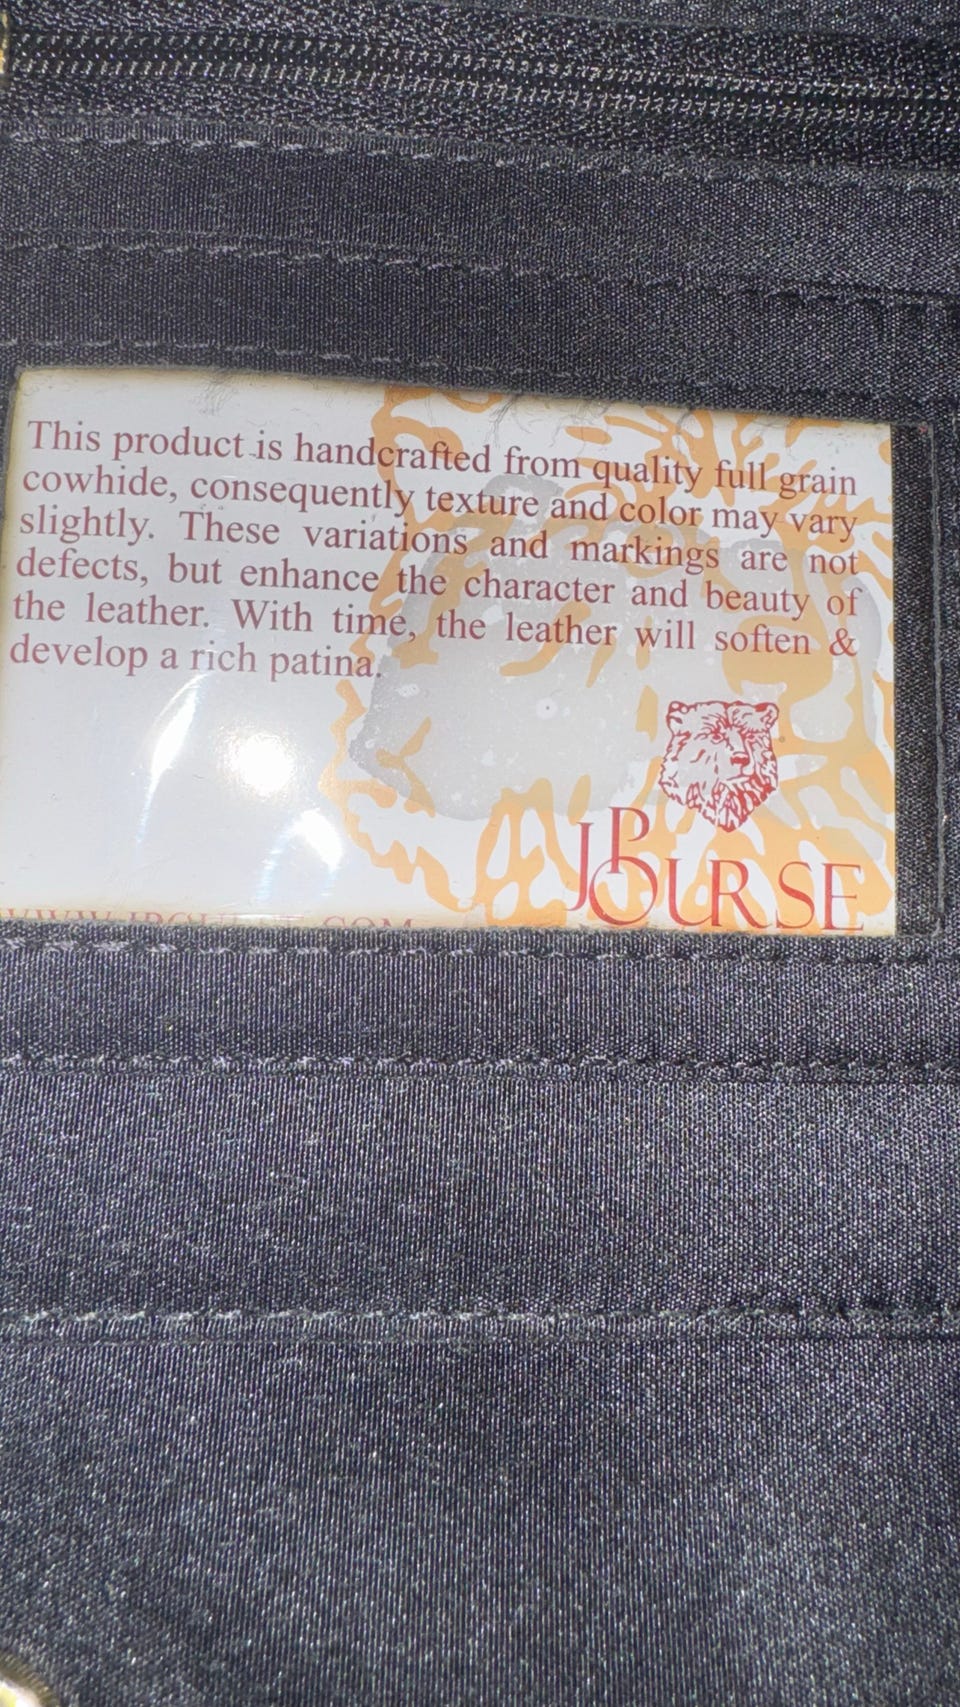 This product is handcrafted from quality full grain
cowhide, consequently texture and color may vary
slightly. These variations and markings are not
defects, but enhance the character and beauty of
the leather. With time, the leather will soften &
develop a rich patina.
JP
OURSE